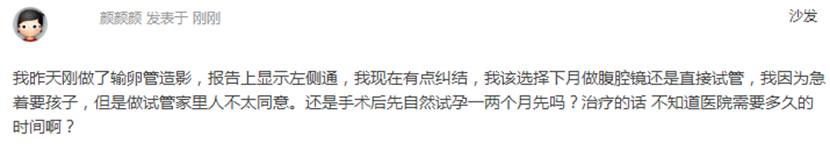 颜颜颜 发表于 刚刚
沙发
我昨天刚做了输卵管造影，报告上显示左侧通，我现在有点纠结，我该选择下月做腹腔镜还是直接试管，我因为急
着要孩子，但是做试管家里人不太同意。还是手术后先自然试孕一两个月先吗？治疗的话 不知道医院需要多久的
时间啊？